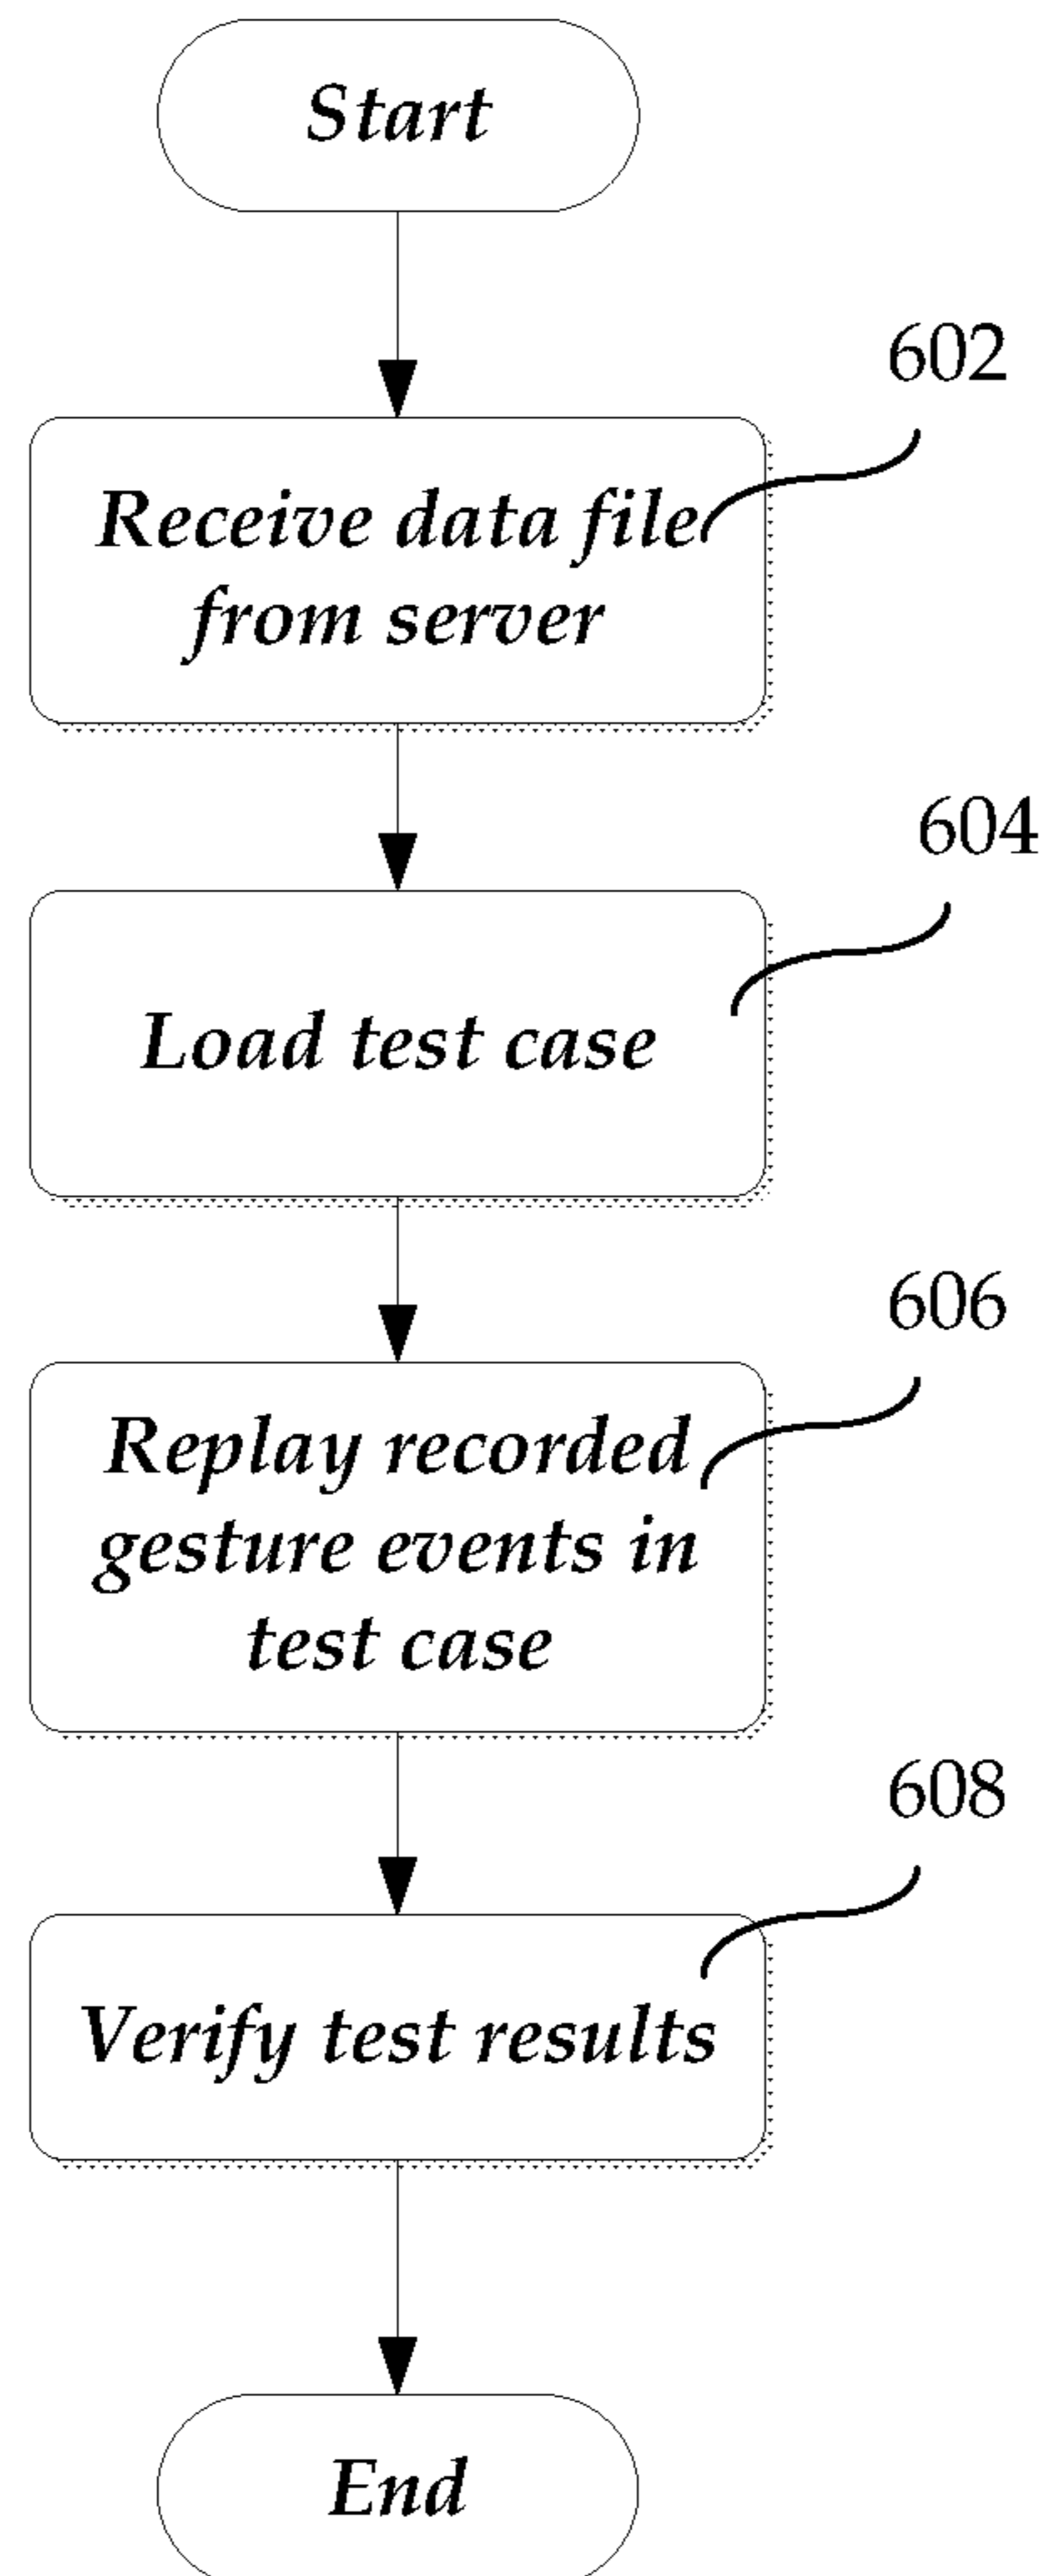 Start
602
Receive data file
from server
604
Load test case
606
Replay recorded
gesture events in
test case
608
Verify test results
End